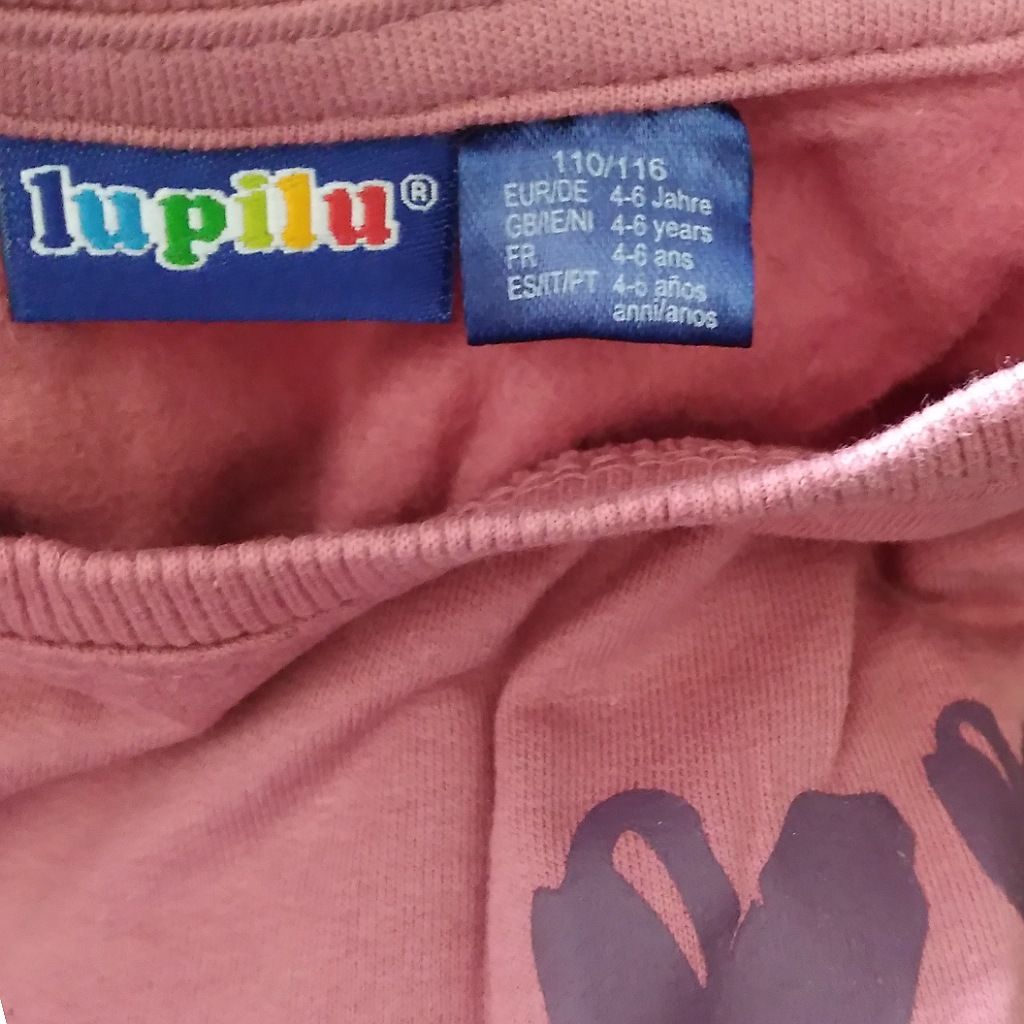 lupilu®
110/116
EUR/DE 4-6 Jahre
GB/IE/NI 4-6 years
FR 4-6 ans
ES/IT/PT 4-6 años
anni/anos